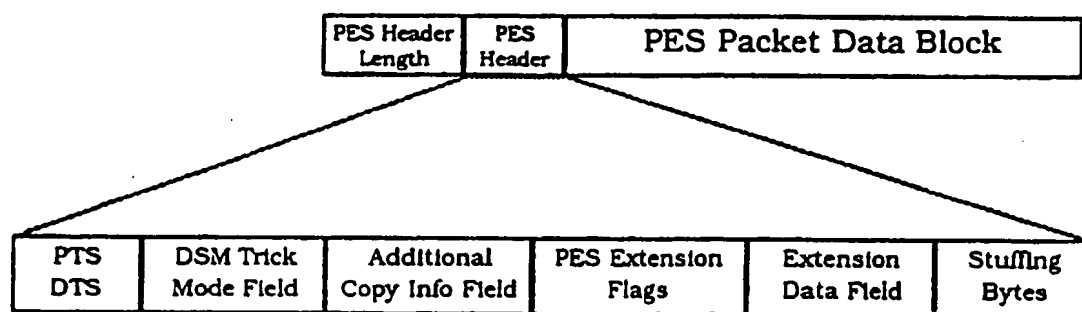 PES Header
Length
PES
Header
PES Packet Data Block
PTS
DTS
DSM Trick
Mode Field
Additional
Copy Info Field
PES Extension
Flags
Extension
Data Field
Stuffing
Bytes